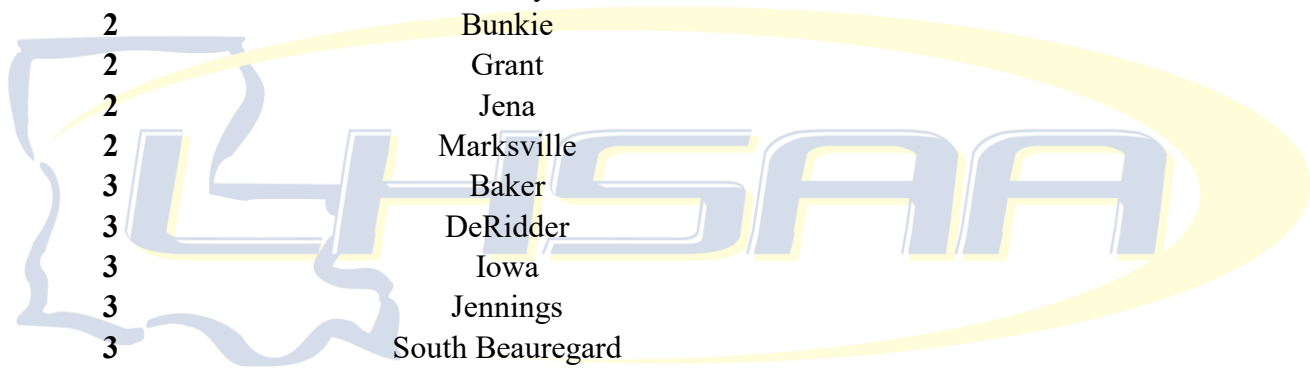 2 Bunkie
2 Grant
2 Jena
2 Marksville
3 Baker
3 DeRidder
3 Iowa
3 Jennings
3 South Beauregard
LHSAA